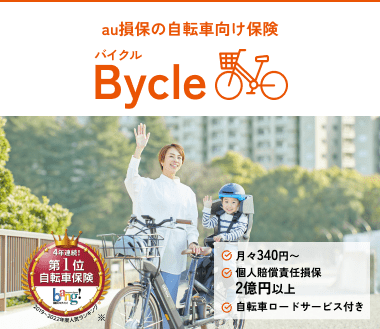 au損保の自転車向け保険
バイクル
Bycle
4年連続!
第1位
自転車保険
bang!
2019〜2022年度人気ランキング
※
月々340円〜
個人賠償責任損保
2億円以上
自転車ロードサービス付き